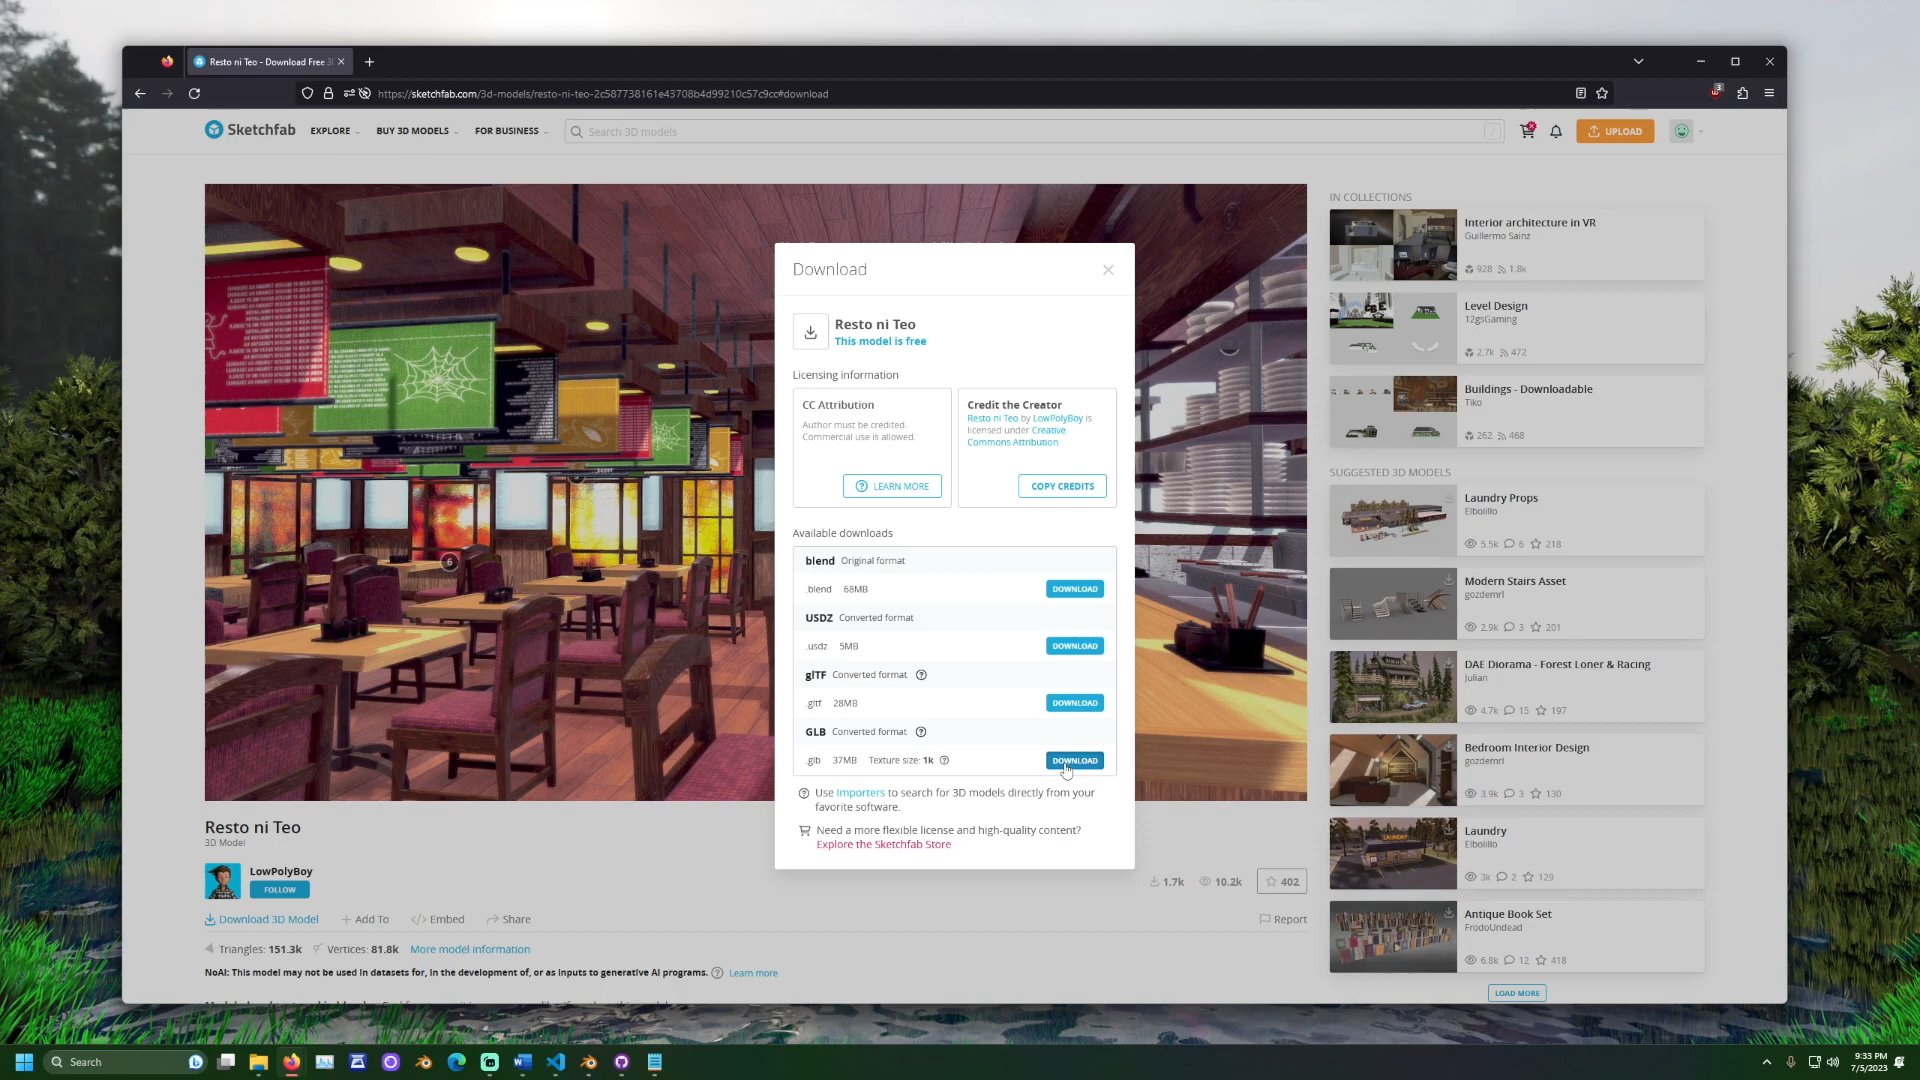 Resto ni Teo - Download Free 3D
https://sketchfab.com/3d-models/resto-ni-teo-2c587738161e43708b4d99210c57c9cc#download
3
Sketchfab
EXPLORE
BUY 3D MODELS
FOR BUSINESS
Search 3D models
/
UPLOAD
IN COLLECTIONS
Interior architecture in VR
Guillermo Sainz
928 1.8k
Level Design
12gsGaming
2.7k 472
Buildings - Downloadable
Tiko
262 468
SUGGESTED 3D MODELS
Laundry Props
Elbolillo
5.5k 6 218
Modern Stairs Asset
gozdemrl
2.9k 3 201
DAE Diorama - Forest Loner & Racing
Julian
4.7k 15 197
Bedroom Interior Design
gozdemrl
3.9k 3 130
Laundry
Elbolillo
3k 2 129
Antique Book Set
FrodoUndead
6.8k 12 418
LOAD MORE
Download
Resto ni Teo
This model is free
Licensing information
CC Attribution
Author must be credited.
Commercial use is allowed.
LEARN MORE
Credit the Creator
Resto ni Teo by LowPolyBoy is
licensed under Creative
Commons Attribution
COPY CREDITS
Available downloads
blend Original format
.blend 68MB DOWNLOAD
USDZ Converted format
.usdz 5MB DOWNLOAD
glTF Converted format
.gltf 28MB DOWNLOAD
GLB Converted format
.glb 37MB Texture size: 1k DOWNLOAD
Use Importers to search for 3D models directly from your
favorite software.
Need a more flexible license and high-quality content?
Explore the Sketchfab Store
6
Resto ni Teo
3D Model
LowPolyBoy
FOLLOW
1.7k 10.2k 402
Download 3D Model Add To Embed Share Report
Triangles: 151.3k Vertices: 81.8k More model information
NoAI: This model may not be used in datasets for, in the development of, or as inputs to generative AI programs. Learn more
Search
9:33 PM
7/5/2023